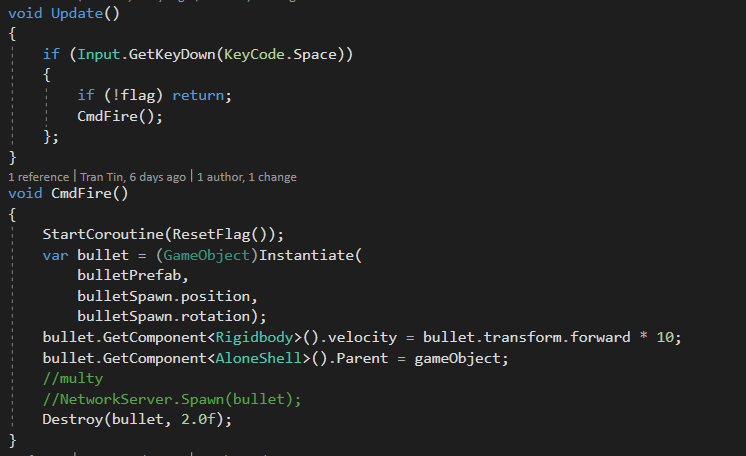 void Update()
{
if (Input.GetKeyDown(KeyCode.Space))
{
if (!flag) return;
CmdFire();
};
}
1 reference | Tran Tin, 6 days ago | 1 author, 1 change
void CmdFire()
{
StartCoroutine(ResetFlag());
var bullet = (GameObject)Instantiate(
bulletPrefab,
bulletSpawn.position,
bulletSpawn.rotation);
bullet.GetComponent<Rigidbody>().velocity = bullet.transform.forward * 10;
bullet.GetComponent<AloneShell>().Parent = gameObject;
//multy
//NetworkServer.Spawn(bullet);
Destroy(bullet, 2.0f);
}